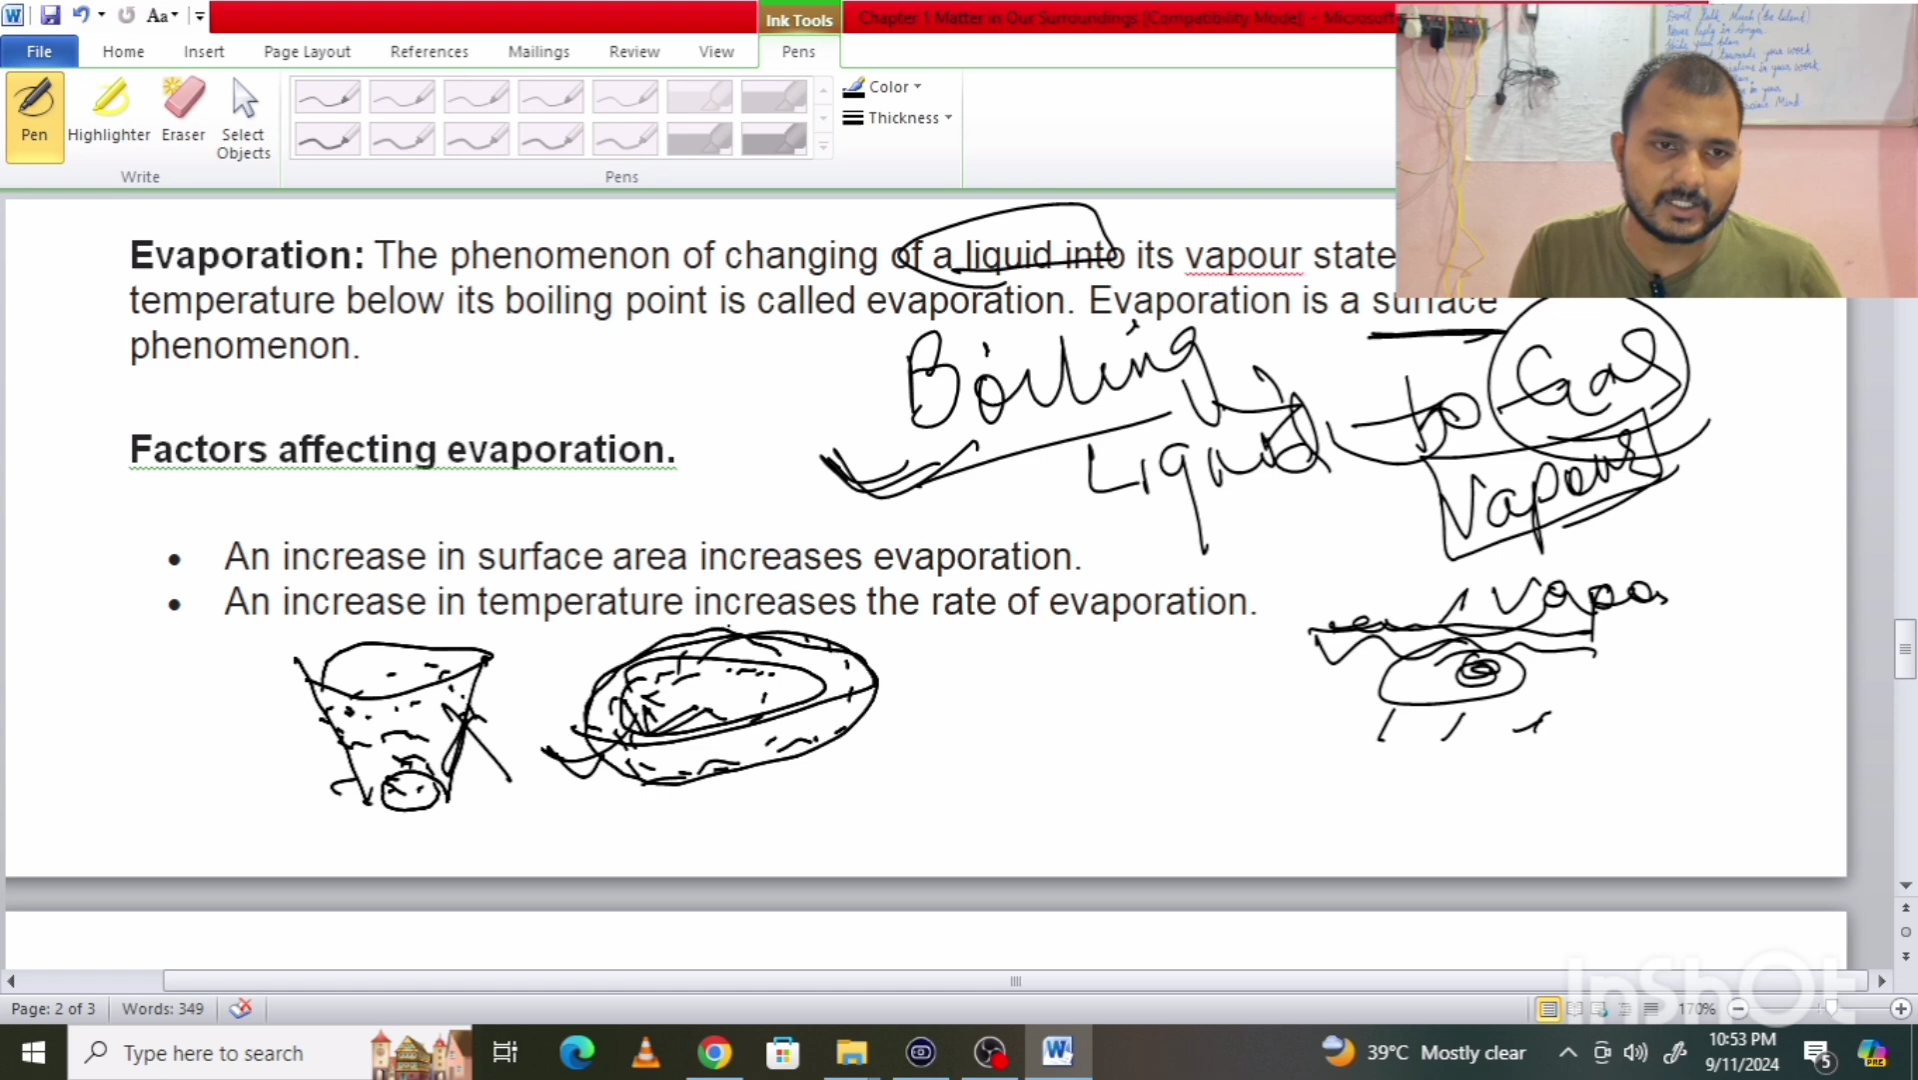 Ink Tools
Chapter 1 Matter in Our Surroundings [Compatibility Mode] - Microsoft
File Home Insert Page Layout References Mailings Review View Pens
Pen Highlighter Eraser Select Objects
Color
Thickness
Write Pens
Evaporation: The phenomenon of changing of a liquid into its vapour state
temperature below its boiling point is called evaporation. Evaporation is a surface
phenomenon.
Boiling
Gas
to
Liquid
Vapour
Factors affecting evaporation.
• An increase in surface area increases evaporation.
• An increase in temperature increases the rate of evaporation.
Page: 2 of 3 Words: 349
170%
InShOt
Type here to search
39°C Mostly clear
10:53 PM
9/11/2024
5
PRE